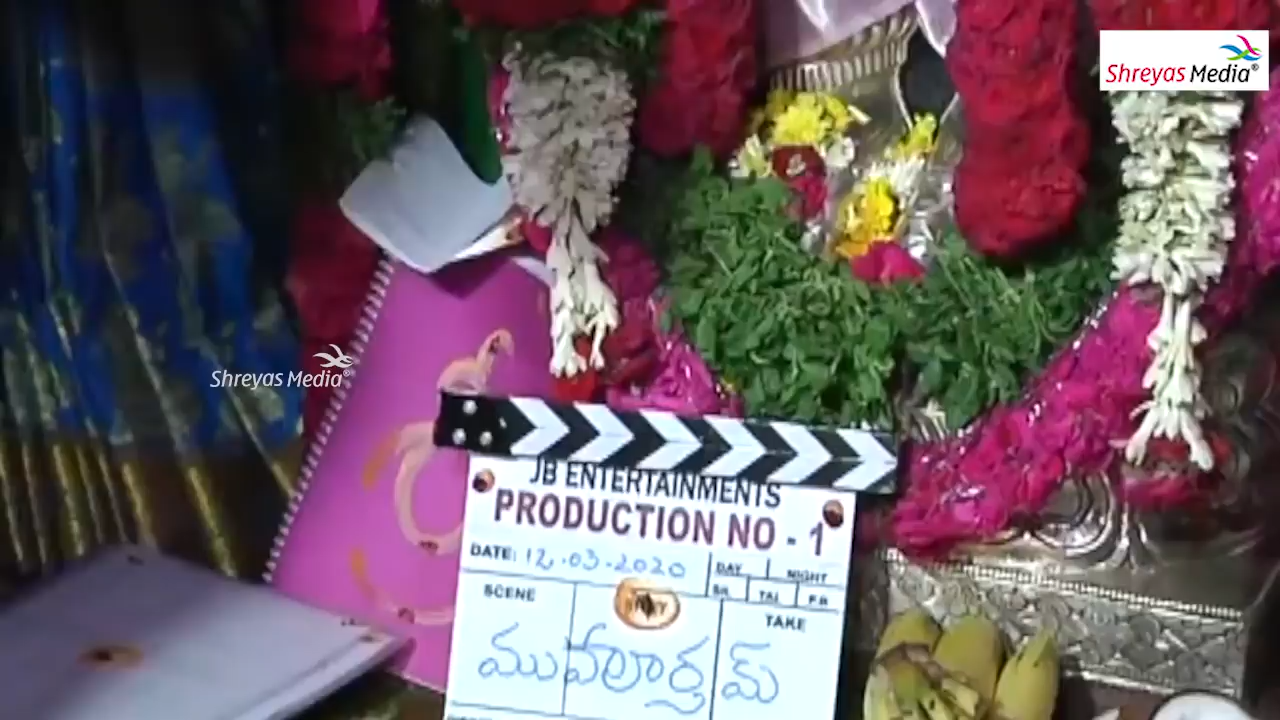 Shreyas Media®
Shreyas Media®
JB ENTERTAINMENTS
PRODUCTION NO - 1
DATE: 12.03.2020
DAY NIGHT
TAKE
SCENE
ముహూర్తమ్